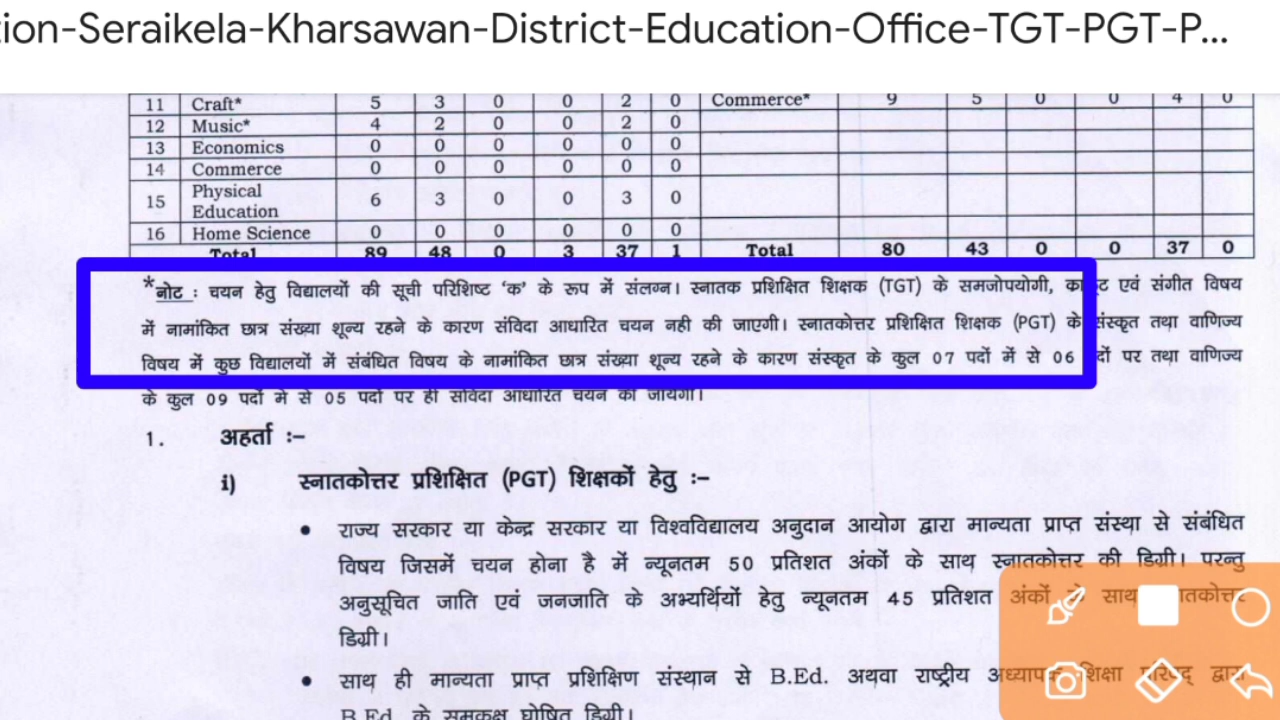 tion-Seraikela-Kharsawan-District-Education-Office-TGT-PGT-P...
11 Craft* 5 3 0 0 2 0 Commerce* 9 5 0 0 4 0
12 Music* 4 2 0 0 2 0
13 Economics 0 0 0 0 0 0
14 Commerce 0 0 0 0 0 0
15 Physical Education 6 3 0 0 3 0
16 Home Science 0 0 0 0 0 0
Total 89 48 0 3 37 1 Total 80 43 0 0 37 0
*नोट : चयन हेतु विद्यालयों की सूची परिशिष्ट 'क' के रूप में संलग्न। स्नातक प्रशिक्षित शिक्षक (TGT) के समजोपयोगी, एवं संगीत विषय
में नामांकित छात्र संख्या शून्य रहने के कारण संविदा आधारित चयन नही की जाएगी। स्नातकोत्तर प्रशिक्षित शिक्षक (PGT) के संस्कृत तथा वाणिज्य
विषय में कुछ विद्यालयों में संबंधित विषय के नामांकित छात्र संख्या शून्य रहने के कारण संस्कृत के कुल 07 पदों में से 06 पर तथा वाणिज्य
के कुल 09 पदों में से 05 पदों पर ही संविदा आधारित चयन की जायेगी।
1. अहर्ता :–
i) स्नातकोत्तर प्रशिक्षित (PGT) शिक्षकों हेतु :–
• राज्य सरकार या केन्द्र सरकार या विश्वविद्यालय अनुदान आयोग द्वारा मान्यता प्राप्त संस्था से संबंधित
विषय जिसमें चयन होना है में न्यूनतम 50 प्रतिशत अंकों के साथ स्नातकोत्तर की डिग्री। परन्तु
अनुसूचित जाति एवं जनजाति के अभ्यर्थियों हेतु न्यूनतम 45 प्रतिशत अंकों के साथ
डिग्री।
• साथ ही मान्यता प्राप्त प्रशिक्षिण संस्थान से B.Ed. अथवा राष्ट्रीय अध्यापक शिक्षा परिषद् द्वारा
B.Ed. के समकक्ष घोषित डिग्री।